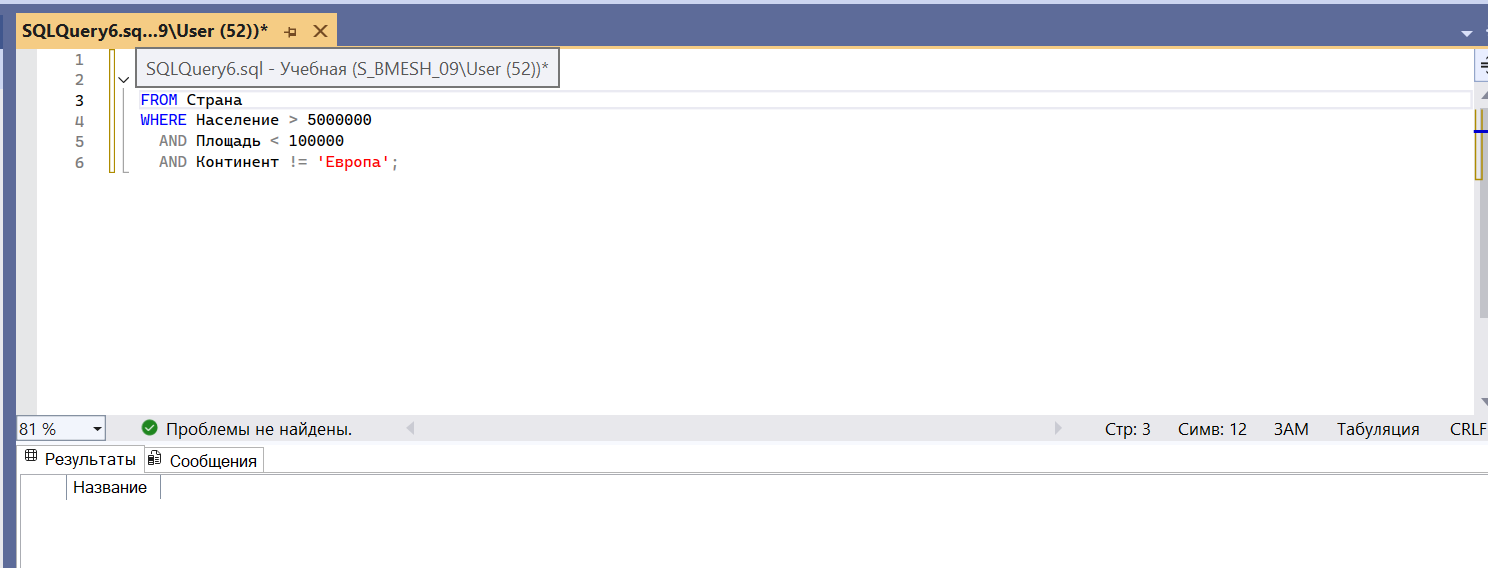 SQLQuery6.sq...9\User (52))*
SQLQuery6.sql - Учебная (S_BMESH_09\User (52))*
1
2
3 FROM Страна
4 WHERE Население > 5000000
5 AND Площадь < 100000
6 AND Континент != 'Европа';
81 % Проблемы не найдены. Стр: 3 Симв: 12 ЗАМ Табуляция CRLF
Результаты Сообщения
Название